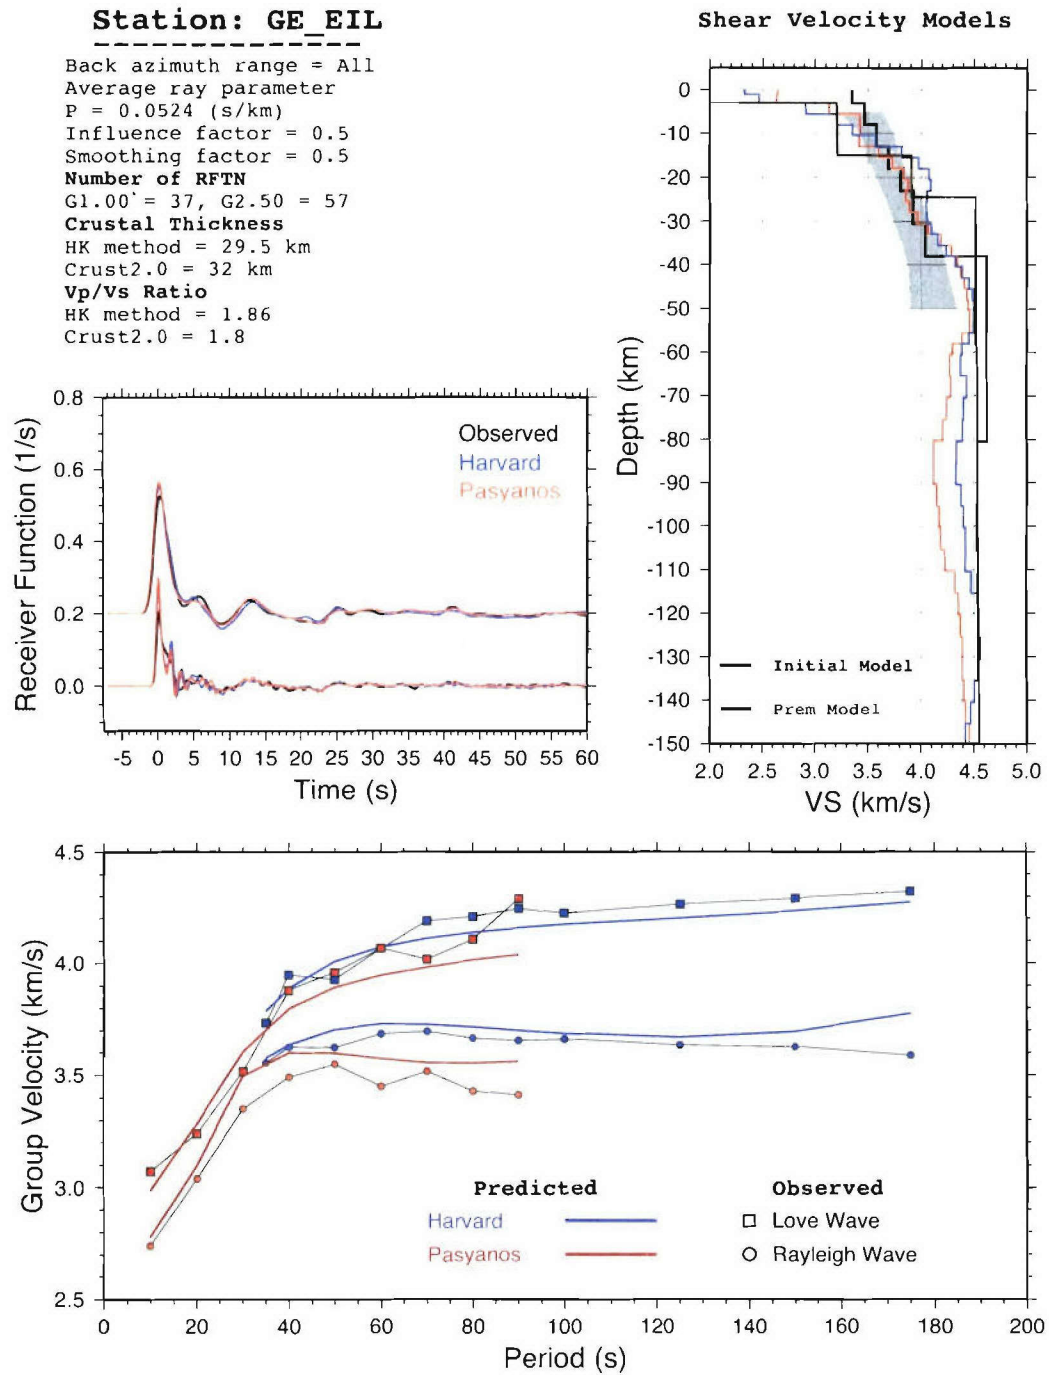 Station: GE_EIL
Back azimuth range = All
Average ray parameter
P = 0.0524 (s/km)
Influence factor = 0.5
Smoothing factor = 0.5
Number of RFTN
G1.00 = 37, G2.50 = 57
Crustal Thickness
HK method = 29.5 km
Crust2.0 = 32 km
Vp/Vs Ratio
HK method = 1.86
Crust2.0 = 1.8
Shear Velocity Models
0
-10
-20
-30
-40
-50
-60
-70
-80
-90
-100
-110
-120
-130
-140
-150
Depth (km)
Initial Model
Prem Model
2.0 2.5 3.0 3.5 4.0 4.5 5.0
VS (km/s)
0.8
0.6
0.4
0.2
0.0
Receiver Function (1/s)
Observed
Harvard
Pasyanos
-5 0 5 10 15 20 25 30 35 40 45 50 55 60
Time (s)
4.5
4.0
3.5
3.0
2.5
Group Velocity (km/s)
Predicted
Harvard
Pasyanos
Observed
Love Wave
Rayleigh Wave
0 20 40 60 80 100 120 140 160 180 200
Period (s)